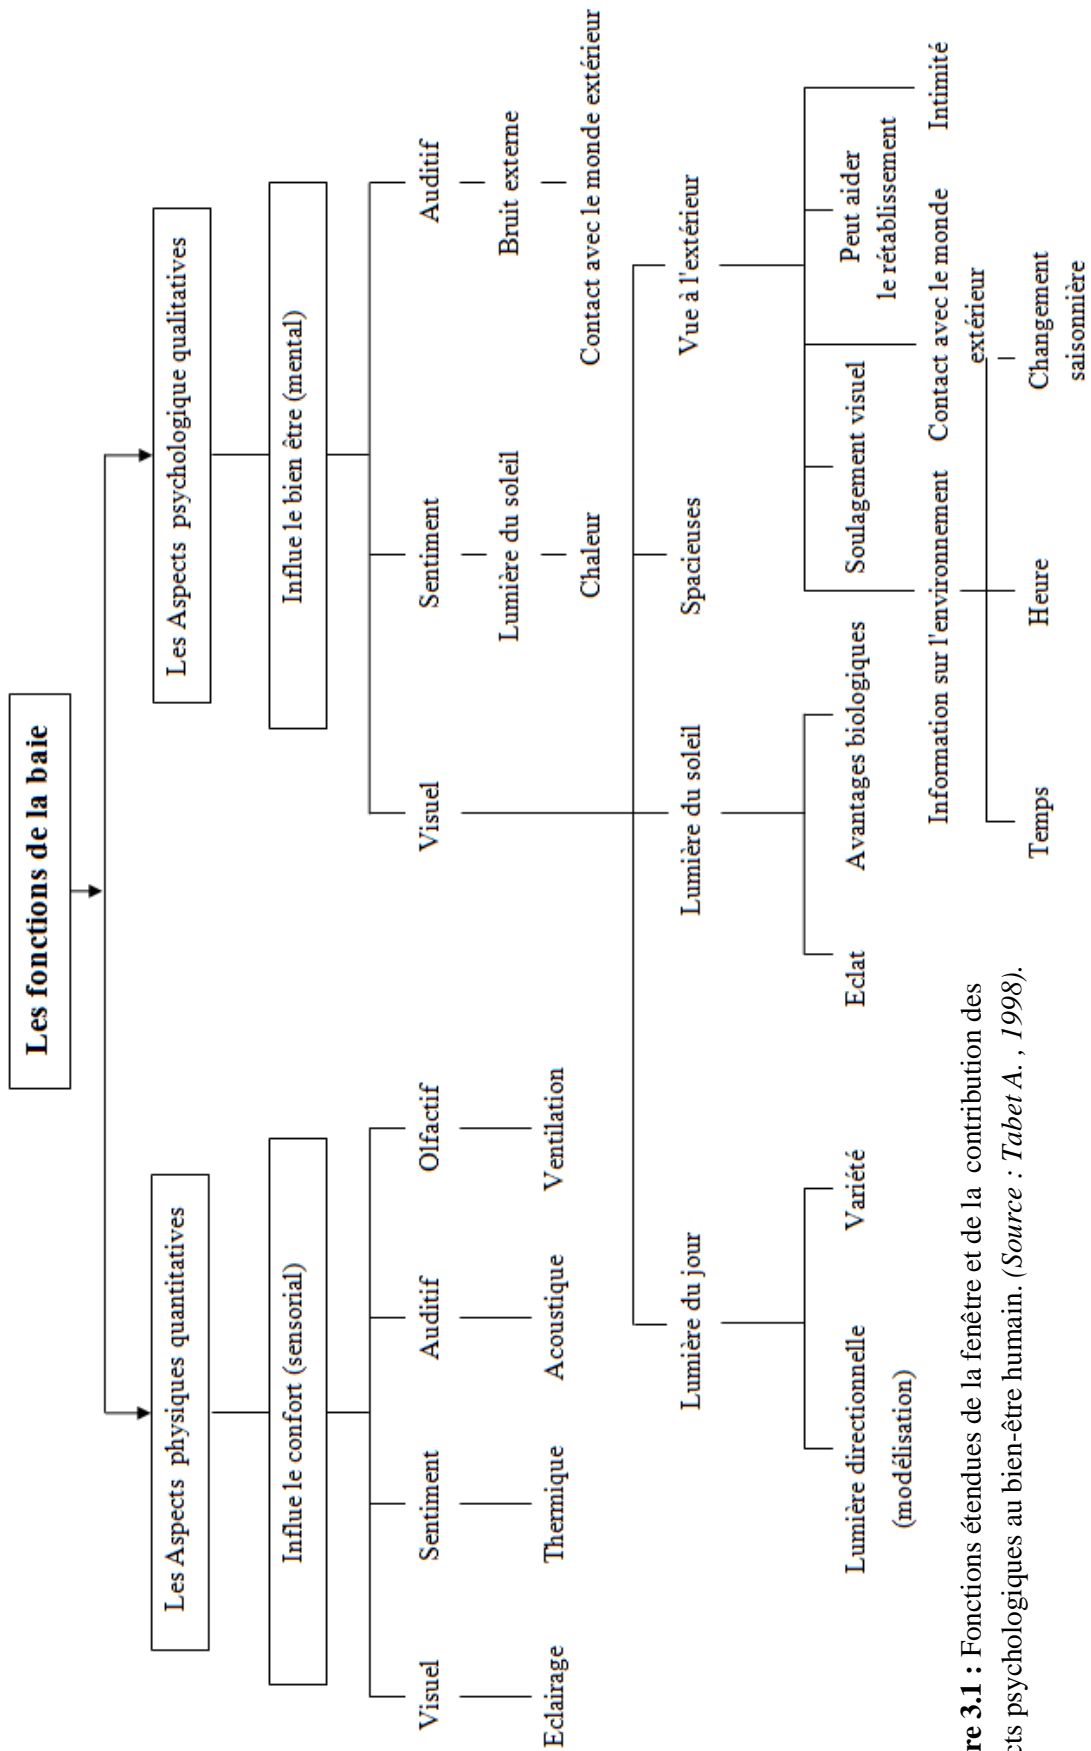 Les fonctions de la baie
Les Aspects physiques quantitatives
Les Aspects psychologique qualitatives
Influe le confort (sensorial)
Influe le bien être (mental)
Visuel
Sentiment
Auditif
Olfactif
Visuel
Sentiment
Auditif
Eclairage
Thermique
Acoustique
Ventilation
Lumière du soleil
Bruit externe
Chaleur
Contact avec le monde extérieur
Lumière du jour
Lumière du soleil
Spacieuses
Vue à l'extérieur
Lumière directionnelle
(modélisation)
Variété
Eclat
Avantages biologiques
Soulagement visuel
Peut aider
le rétablissement
Information sur l'environnement
Contact avec le monde
extérieur
Intimité
Temps
Heure
Changement
saisonnière
re 3.1 : Fonctions étendues de la fenêtre et de la contribution des
cts psychologiques au bien-être humain. (Source : Tabet A. , 1998).